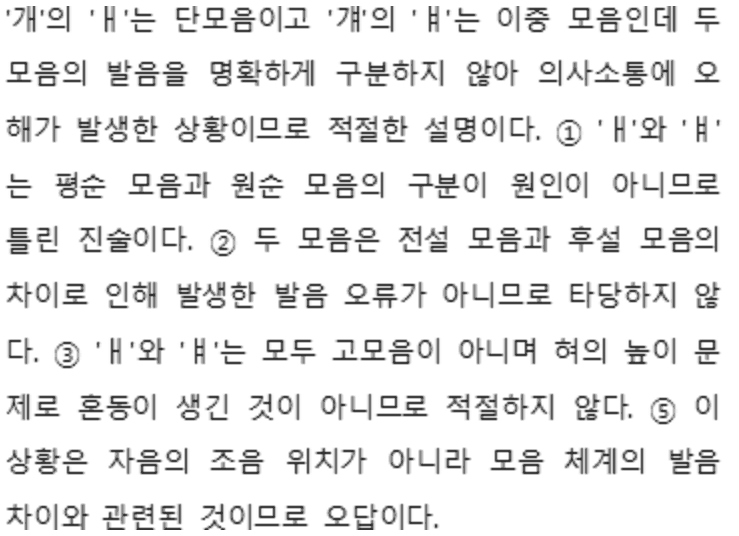 '개'의 'ㅐ'는 단모음이고 '걔'의 'ㅒ'는 이중 모음인데 두
모음의 발음을 명확하게 구분하지 않아 의사소통에 오
해가 발생한 상황이므로 적절한 설명이다. ① 'ㅐ'와 'ㅒ'
는 평순 모음과 원순 모음의 구분이 원인이 아니므로
틀린 진술이다. ② 두 모음은 전설 모음과 후설 모음의
차이로 인해 발생한 발음 오류가 아니므로 타당하지 않
다. ③ 'ㅐ'와 'ㅒ'는 모두 고모음이 아니며 혀의 높이 문
제로 혼동이 생긴 것이 아니므로 적절하지 않다. ⑤ 이
상황은 자음의 조음 위치가 아니라 모음 체계의 발음
차이와 관련된 것이므로 오답이다.